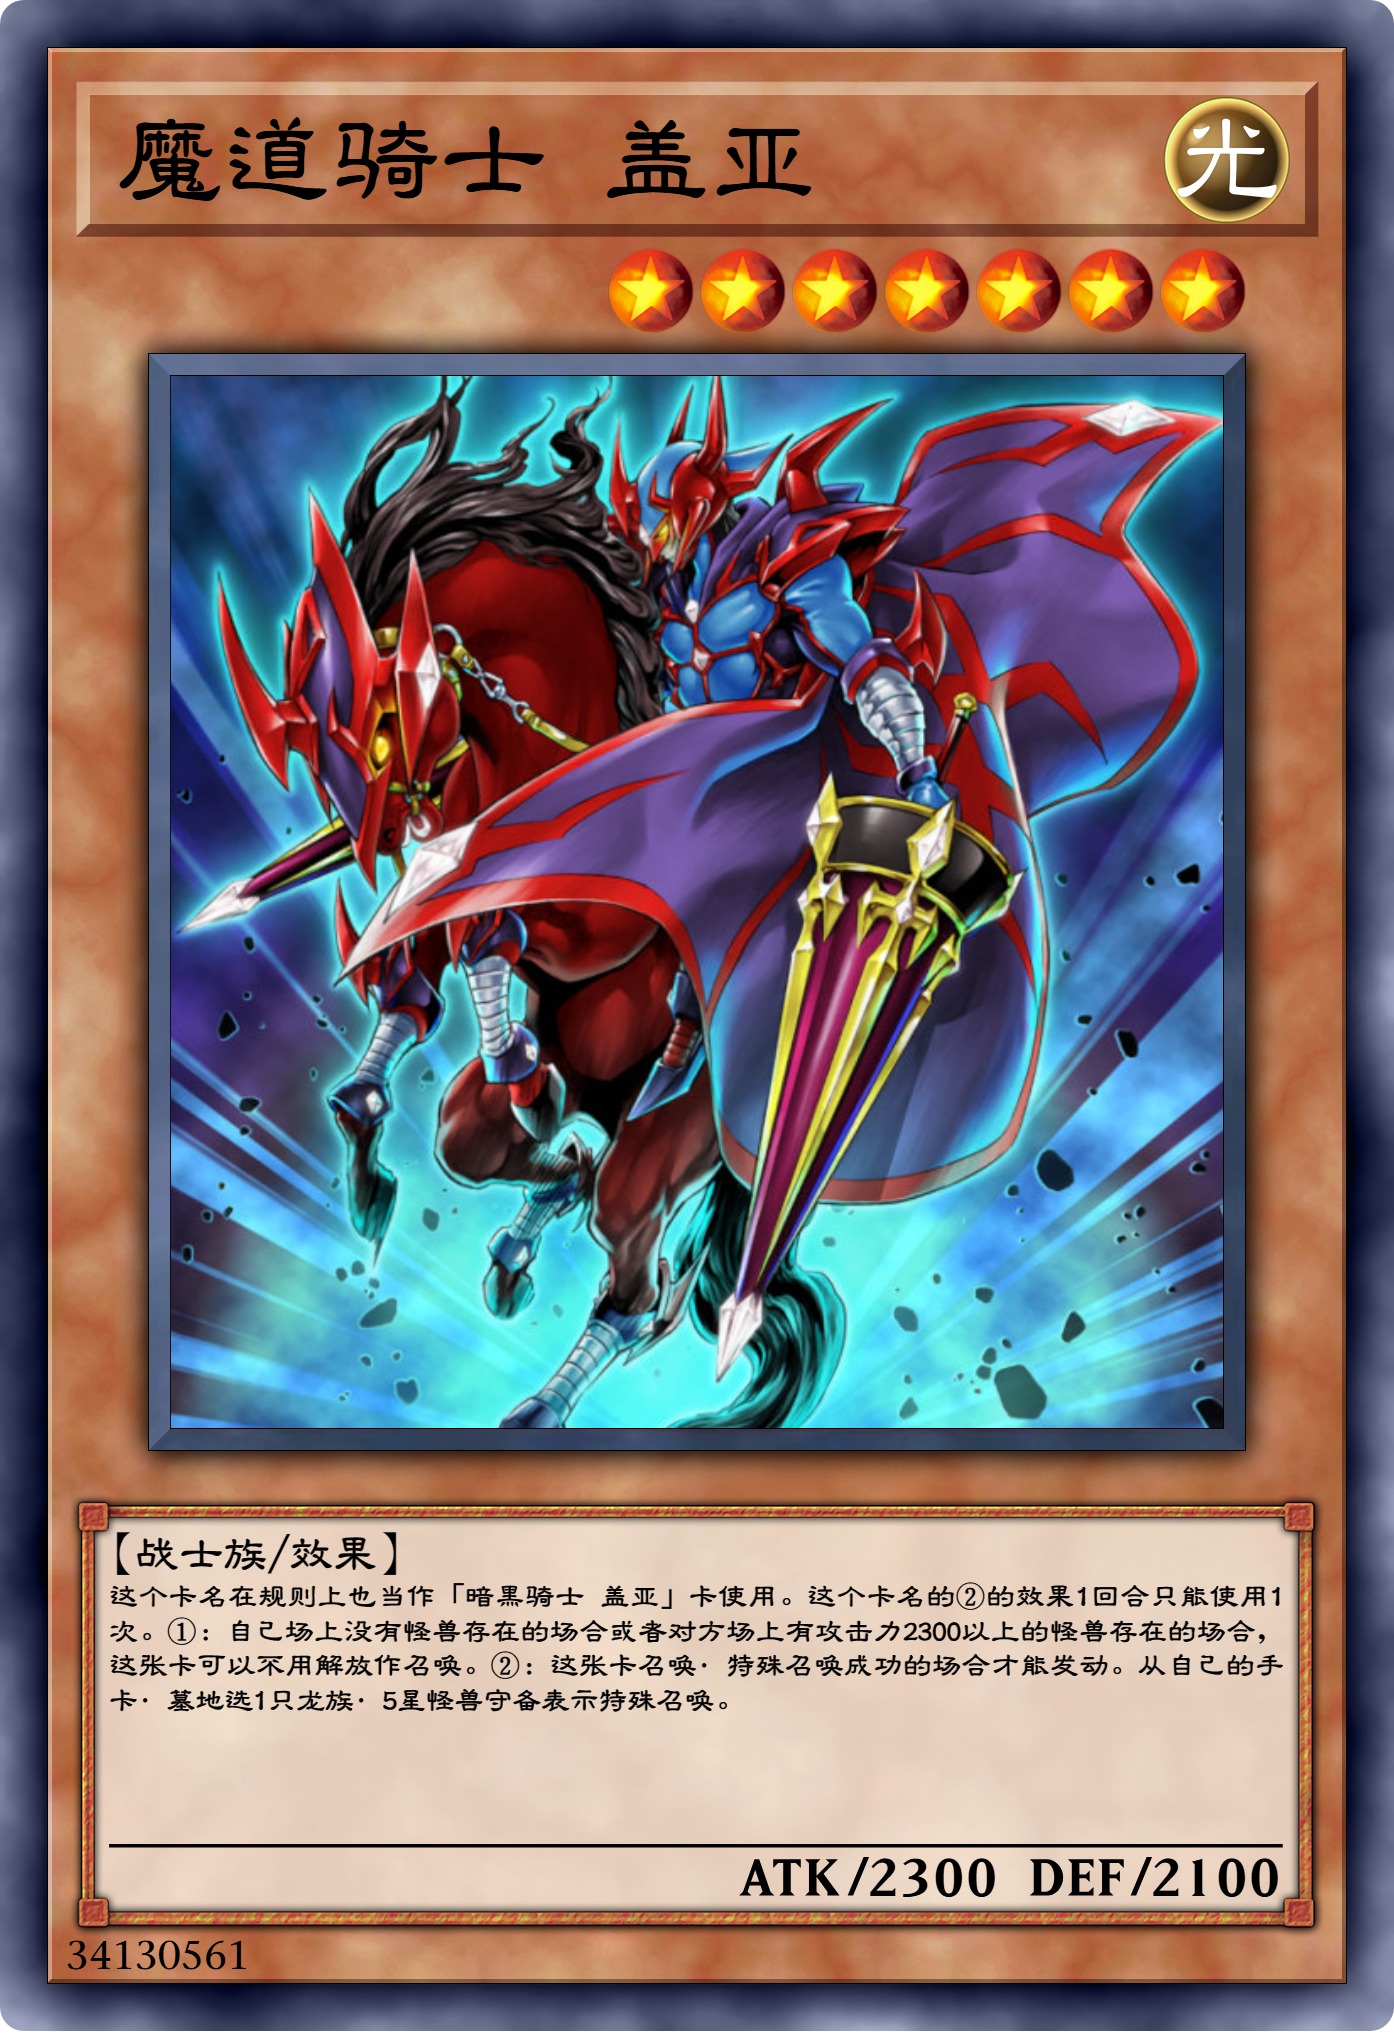 魔道骑士 盖亚
光
【战士族/效果】
这个卡名在规则上也当作「暗黑骑士 盖亚」卡使用。这个卡名的②的效果1回合只能使用1
次。①：自己场上没有怪兽存在的场合或者对方场上有攻击力2300以上的怪兽存在的场合，
这张卡可以不用解放作召唤。②：这张卡召唤·特殊召唤成功的场合才能发动。从自己的手
卡·墓地选1只龙族·5星怪兽守备表示特殊召唤。
ATK/2300 DEF/2100
34130561